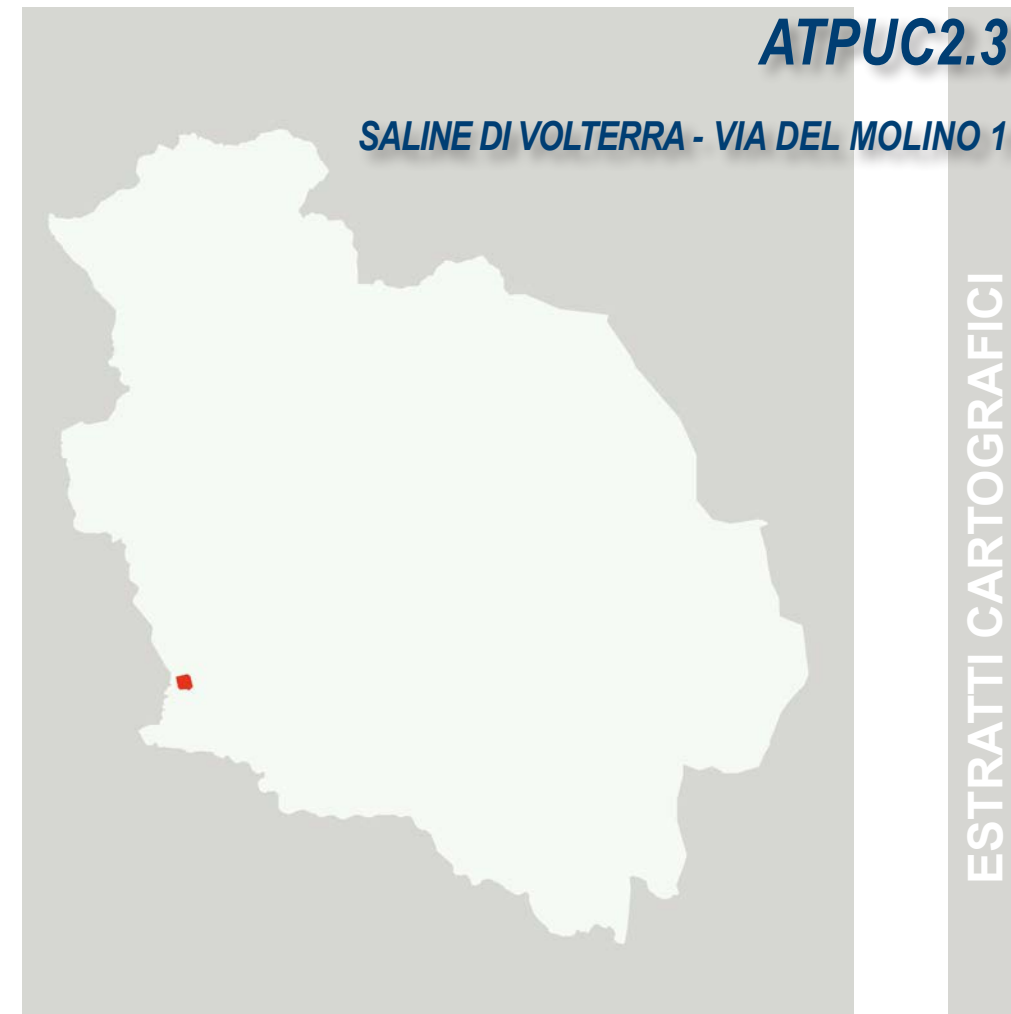 ATPUC2.3
SALINE DI VOLTERRA - VIA DEL MOLINO 1
ESTRATTI CARTOGRAFICI